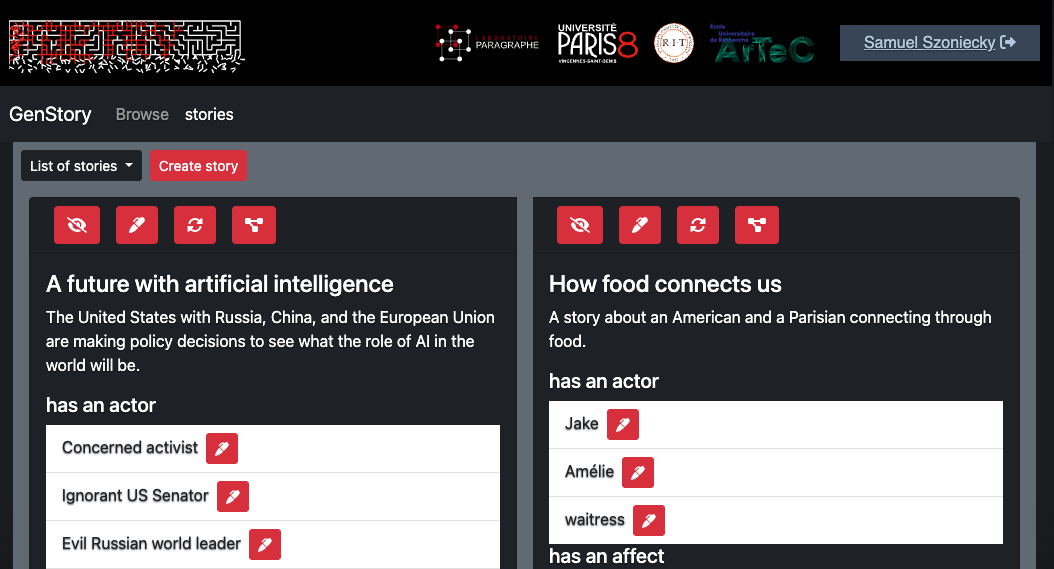 LABORATOIRE
PARAGRAPHE
UNIVERSITÉ
PARIS 8
VINCENNES-SAINT-DENIS
R·I·T
Ecole
Universitaire
de Recherche
ArTeC
Samuel Szoniecky
GenStory
Browse
stories
List of stories
Create story
A future with artificial intelligence
The United States with Russia, China, and the European Union
are making policy decisions to see what the role of AI in the
world will be.
has an actor
Concerned activist
Ignorant US Senator
Evil Russian world leader
How food connects us
A story about an American and a Parisian connecting through
food.
has an actor
Jake
Amélie
waitress
has an affect